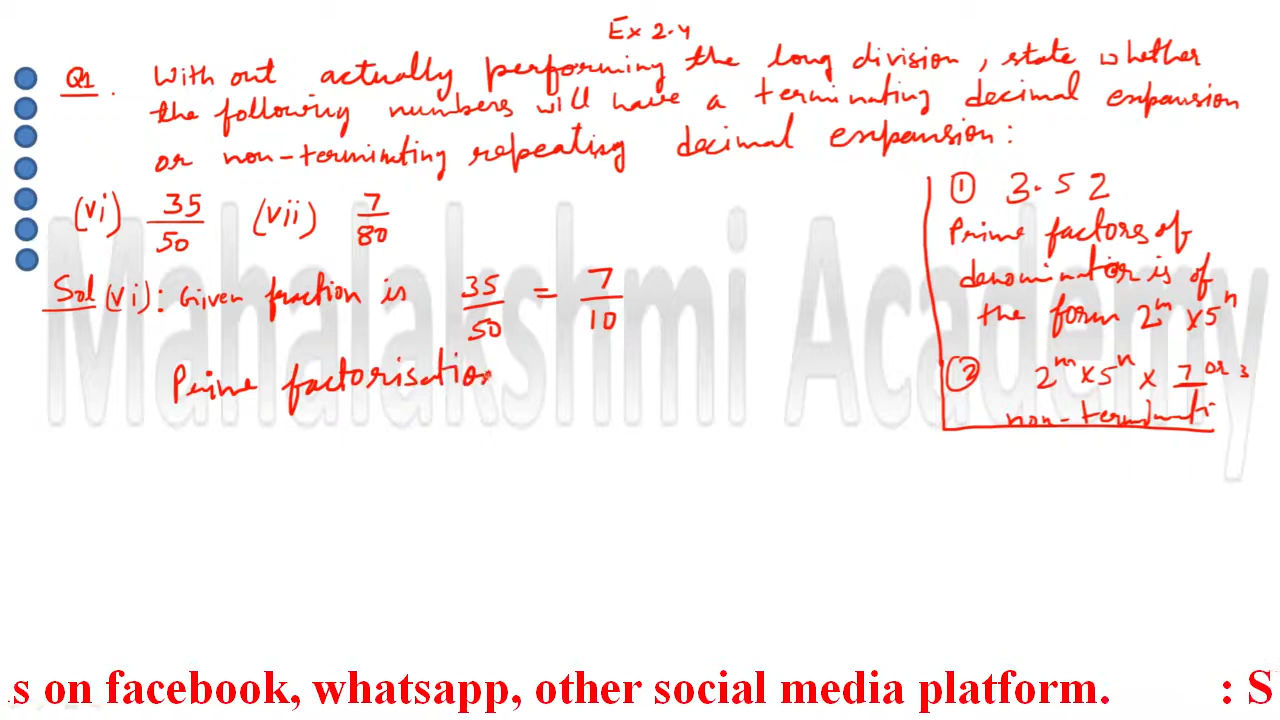 Ex 2.4
Q1. With out actually performing the long division, state whether
the following numbers will have a terminating decimal expansion
or non-terminating repeating decimal expansion:
(vi) 35/50 (vii) 7/80
Sol (vi): Given fraction is 35/50 = 7/10
Prime factorisation
① 3.52
Prime factors of
denominator is of
the form 2^m × 5^n
② 2^m × 5^n × 7 or 3
non-terminati
Mahalakshmi Academy
s on facebook, whatsapp, other social media platform. : S